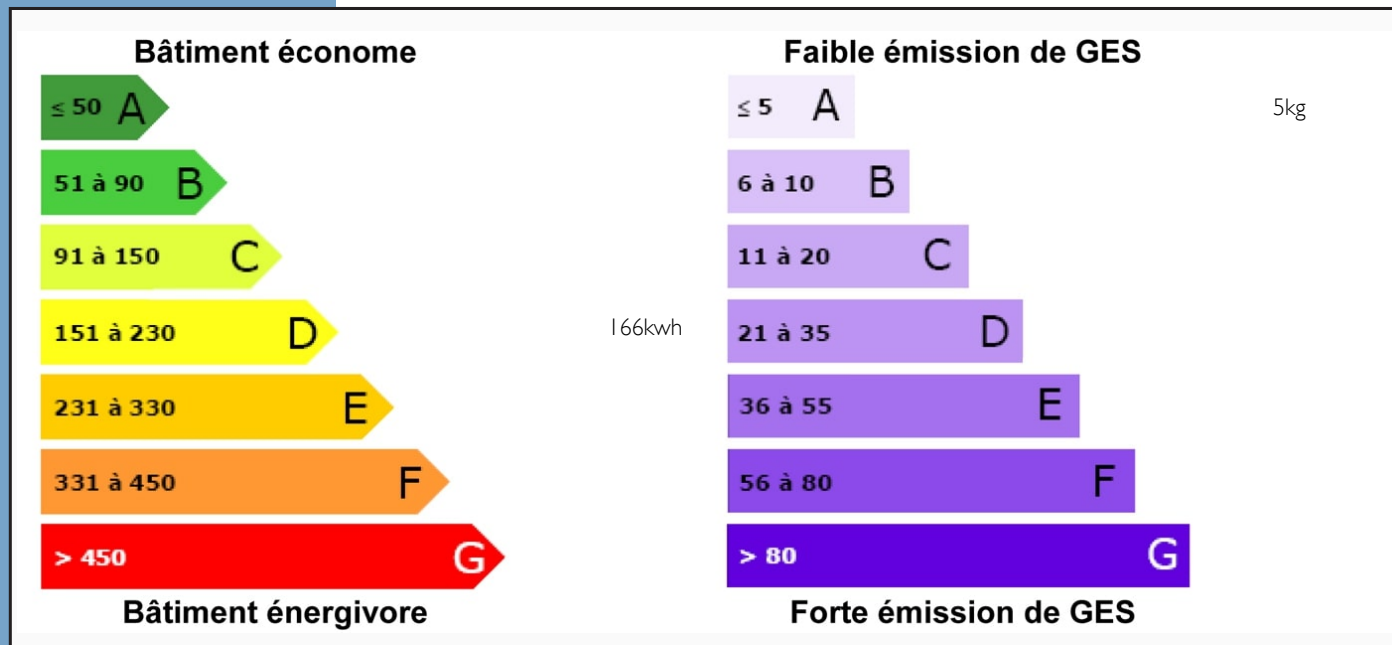 Bâtiment économe
≤ 50 A
51 à 90 B
91 à 150 C
151 à 230 D
166kwh
231 à 330 E
331 à 450 F
> 450 G
Bâtiment énergivore
Faible émission de GES
≤ 5 A
5kg
6 à 10 B
11 à 20 C
21 à 35 D
36 à 55 E
56 à 80 F
> 80 G
Forte émission de GES